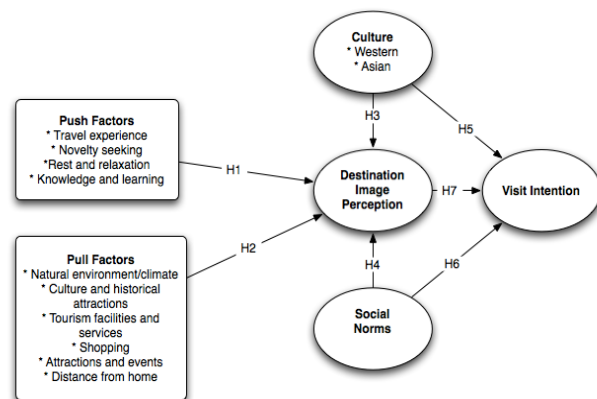 Culture
* Western
* Asian
Push Factors
* Travel experience
* Novelty seeking
*Rest and relaxation
* Knowledge and learning
H3
H5
H1
Destination
Image
Perception
H7
Visit Intention
Pull Factors
* Natural environment/climate
* Culture and historical
attractions
* Tourism facilities and
services
* Shopping
* Attractions and events
* Distance from home
H2
H4
H6
Social
Norms